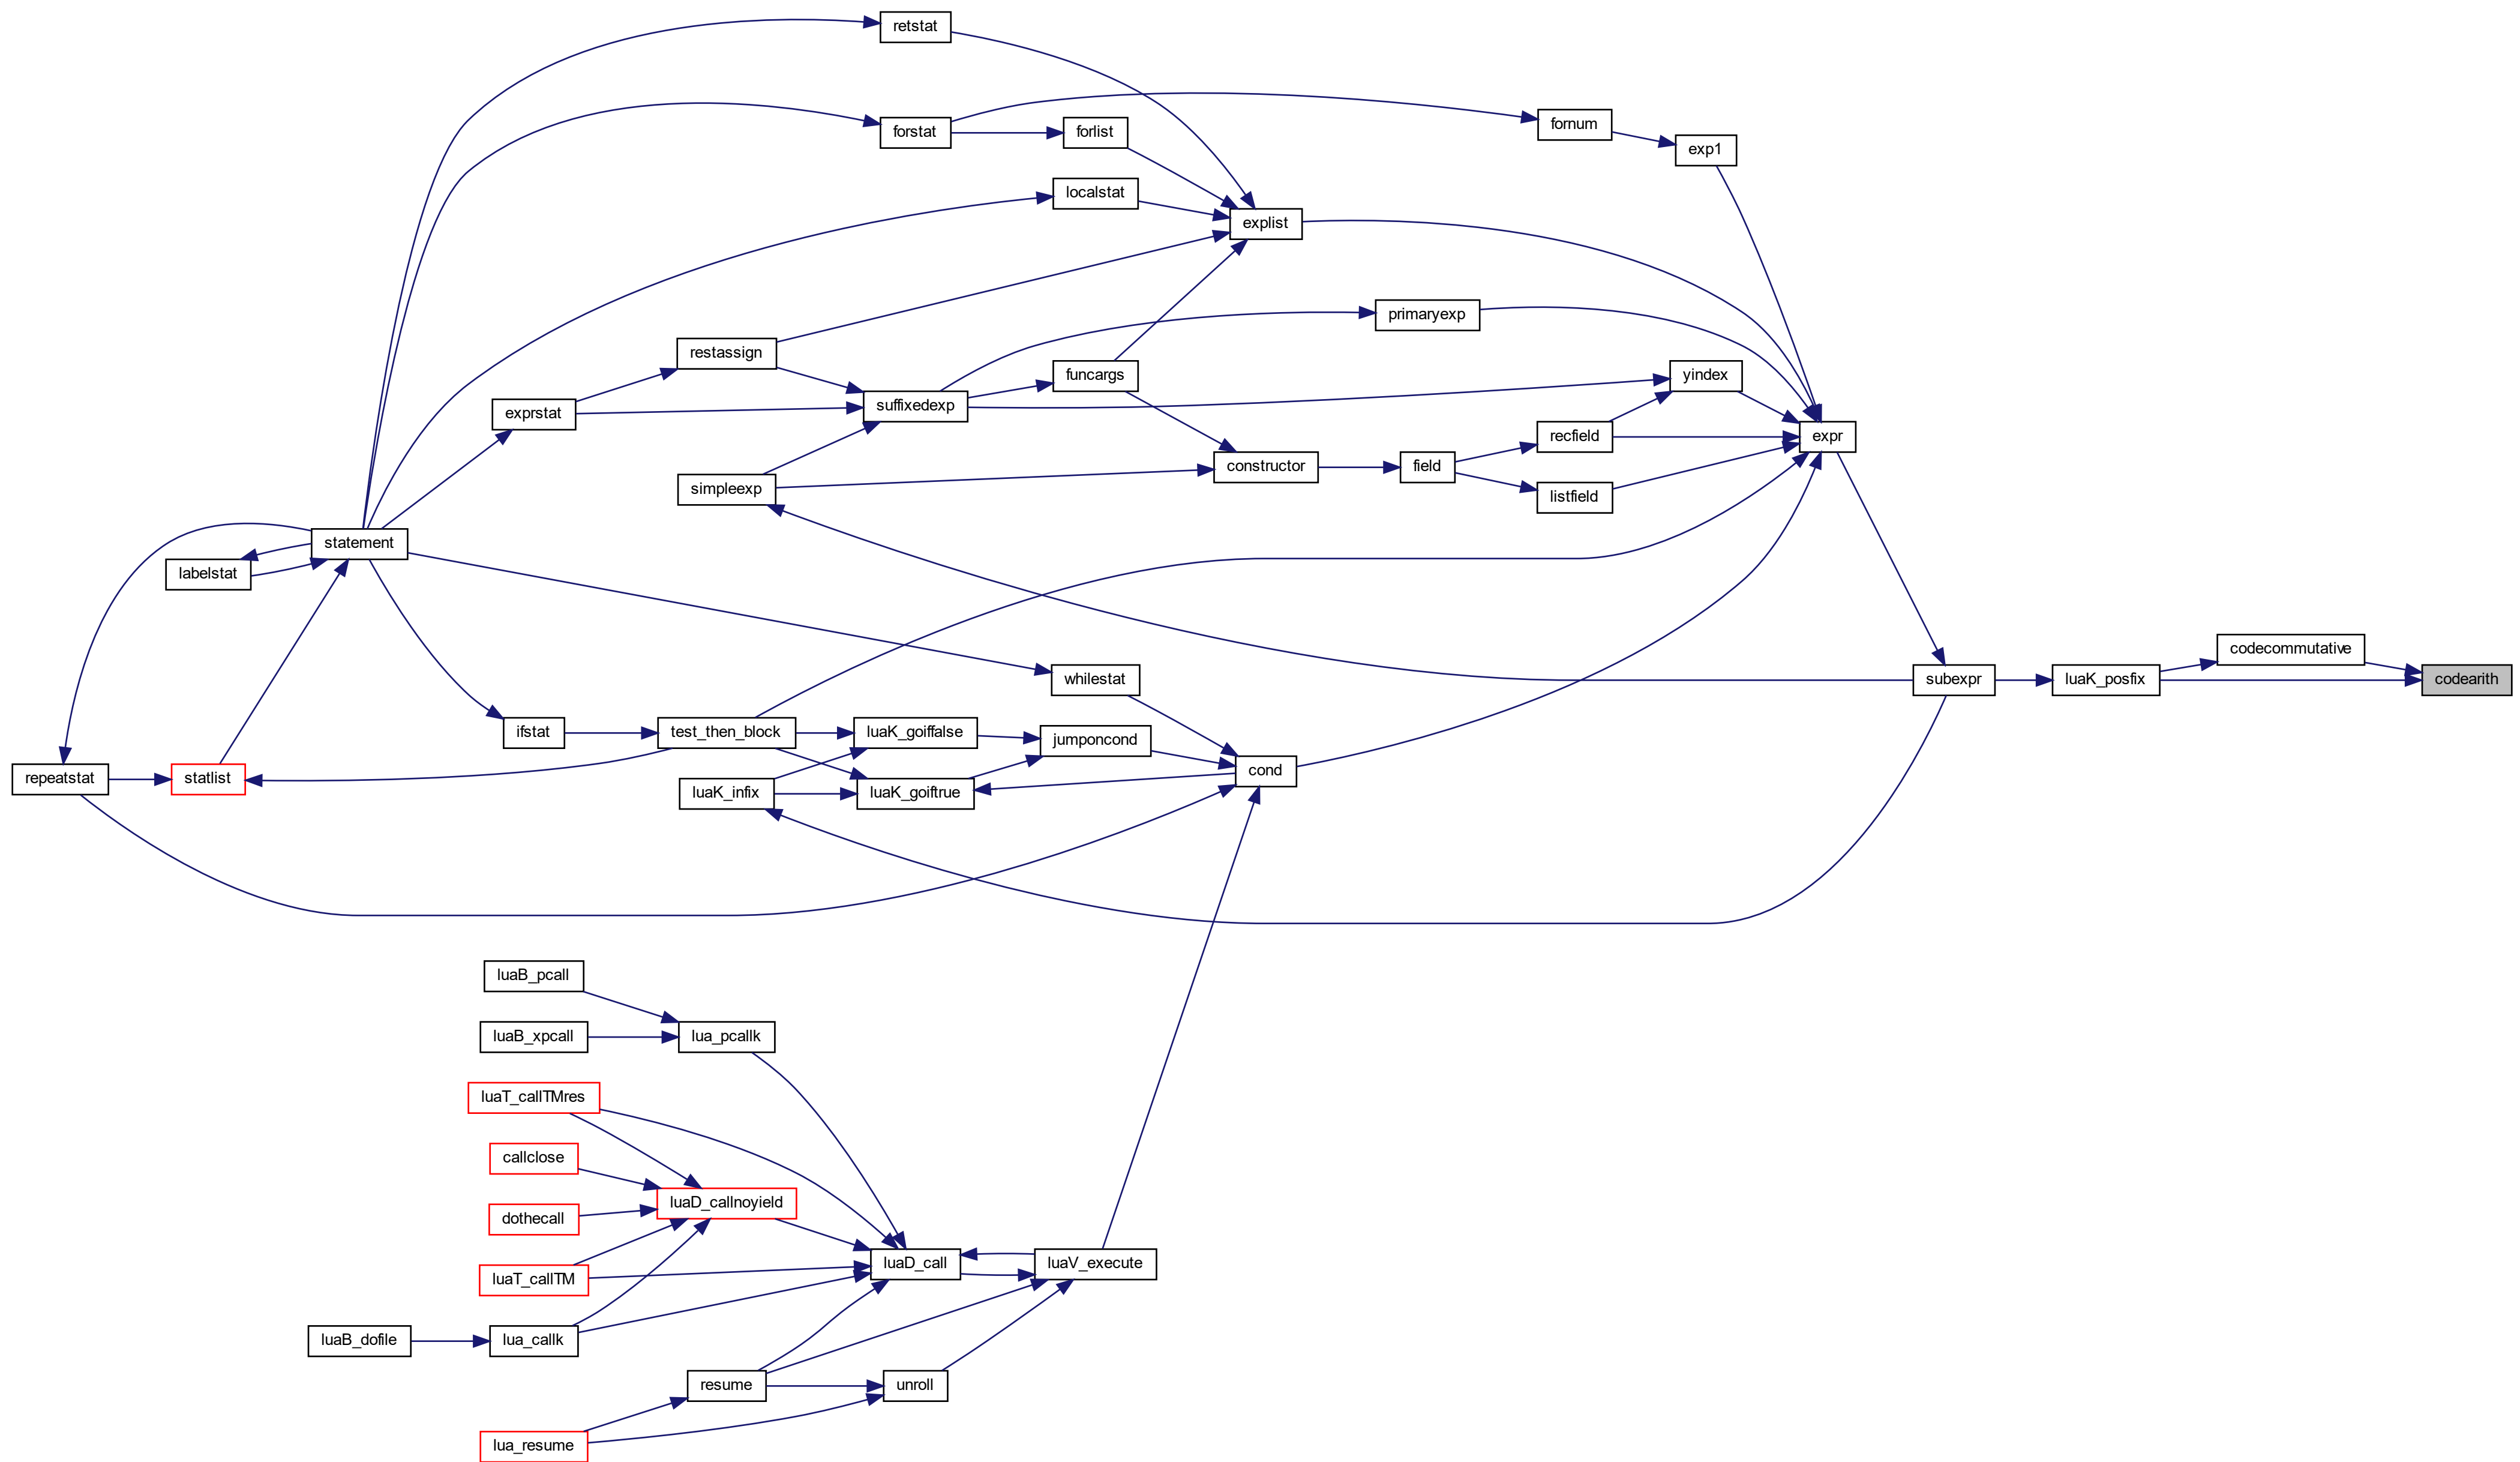 retstat
fornum
forstat
forlist
exp1
localstat
explist
primaryexp
restassign
funcargs
yindex
suffixedexp
exprstat
recfield
expr
field
constructor
simpleexp
listfield
statement
labelstat
codecommutative
whilestat
subexpr
luaK_posfix
codearith
ifstat
test_then_block
luaK_goiffalse
jumponcond
cond
repeatstat
statlist
luaK_infix
luaK_goiftrue
luaB_pcall
luaB_xpcall
lua_pcallk
luaT_callTMres
callclose
luaD_callnoyield
dothecall
luaD_call
luaV_execute
luaT_callTM
luaB_dofile
lua_callk
resume
unroll
lua_resume